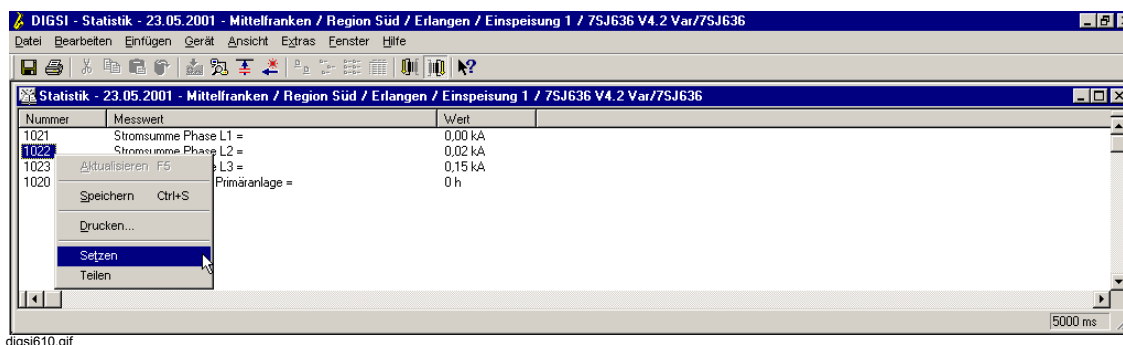 DIGSI - Statistik - 23.05.2001 - Mittelfranken / Region Süd / Erlangen / Einspeisung 1 / 7SJ636 V4.2 Var/7SJ636
Datei Bearbeiten Einfügen Gerät Ansicht Extras Fenster Hilfe
Statistik - 23.05.2001 - Mittelfranken / Region Süd / Erlangen / Einspeisung 1 / 7SJ636 V4.2 Var/7SJ636
Nummer Messwert Wert
1021 Stromsumme Phase L1 = 0,00 kA
1022 Stromsumme Phase L2 = 0,02 kA
1023 L3 = 0,15 kA
1020 Primäranlage = 0 h
Aktualisieren F5
Speichern Ctrl+S
Drucken...
Setzen
Teilen
5000 ms
digsi610.gif